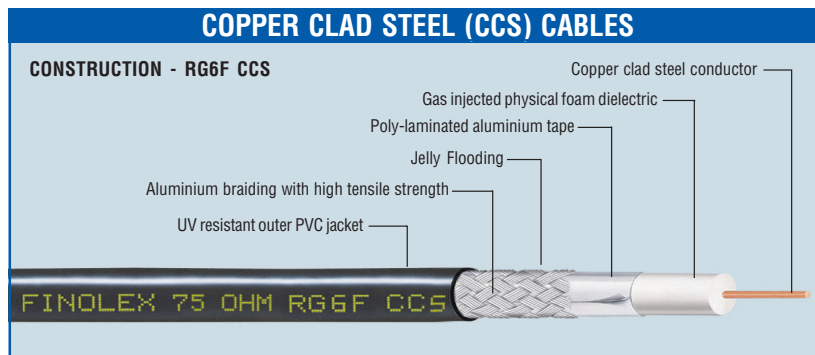 COPPER CLAD STEEL (CCS) CABLES
CONSTRUCTION - RG6F CCS
Copper clad steel conductor
Gas injected physical foam dielectric
Poly-laminated aluminium tape
Jelly Flooding
Aluminium braiding with high tensile strength
UV resistant outer PVC jacket
FINOLEX 75 OHM RG6F CCS